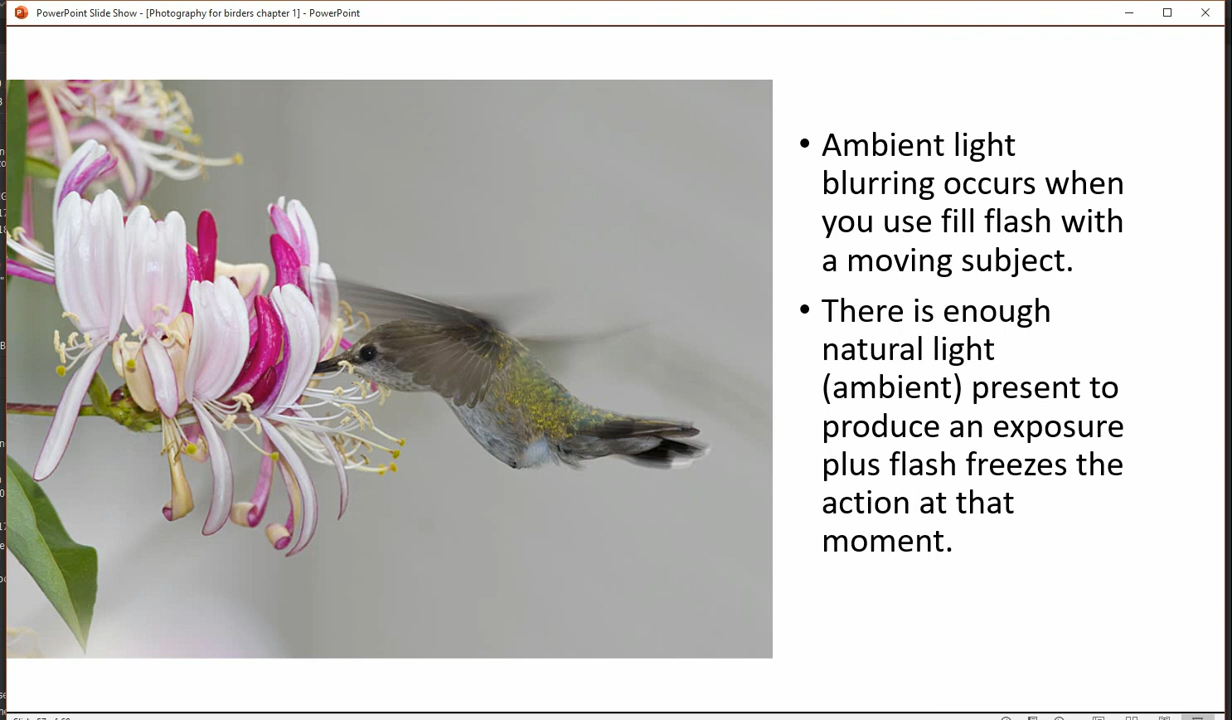 PowerPoint Slide Show - [Photography for birders chapter 1] - PowerPoint
• Ambient light
blurring occurs when
you use fill flash with
a moving subject.
• There is enough
natural light
(ambient) present to
produce an exposure
plus flash freezes the
action at that
moment.